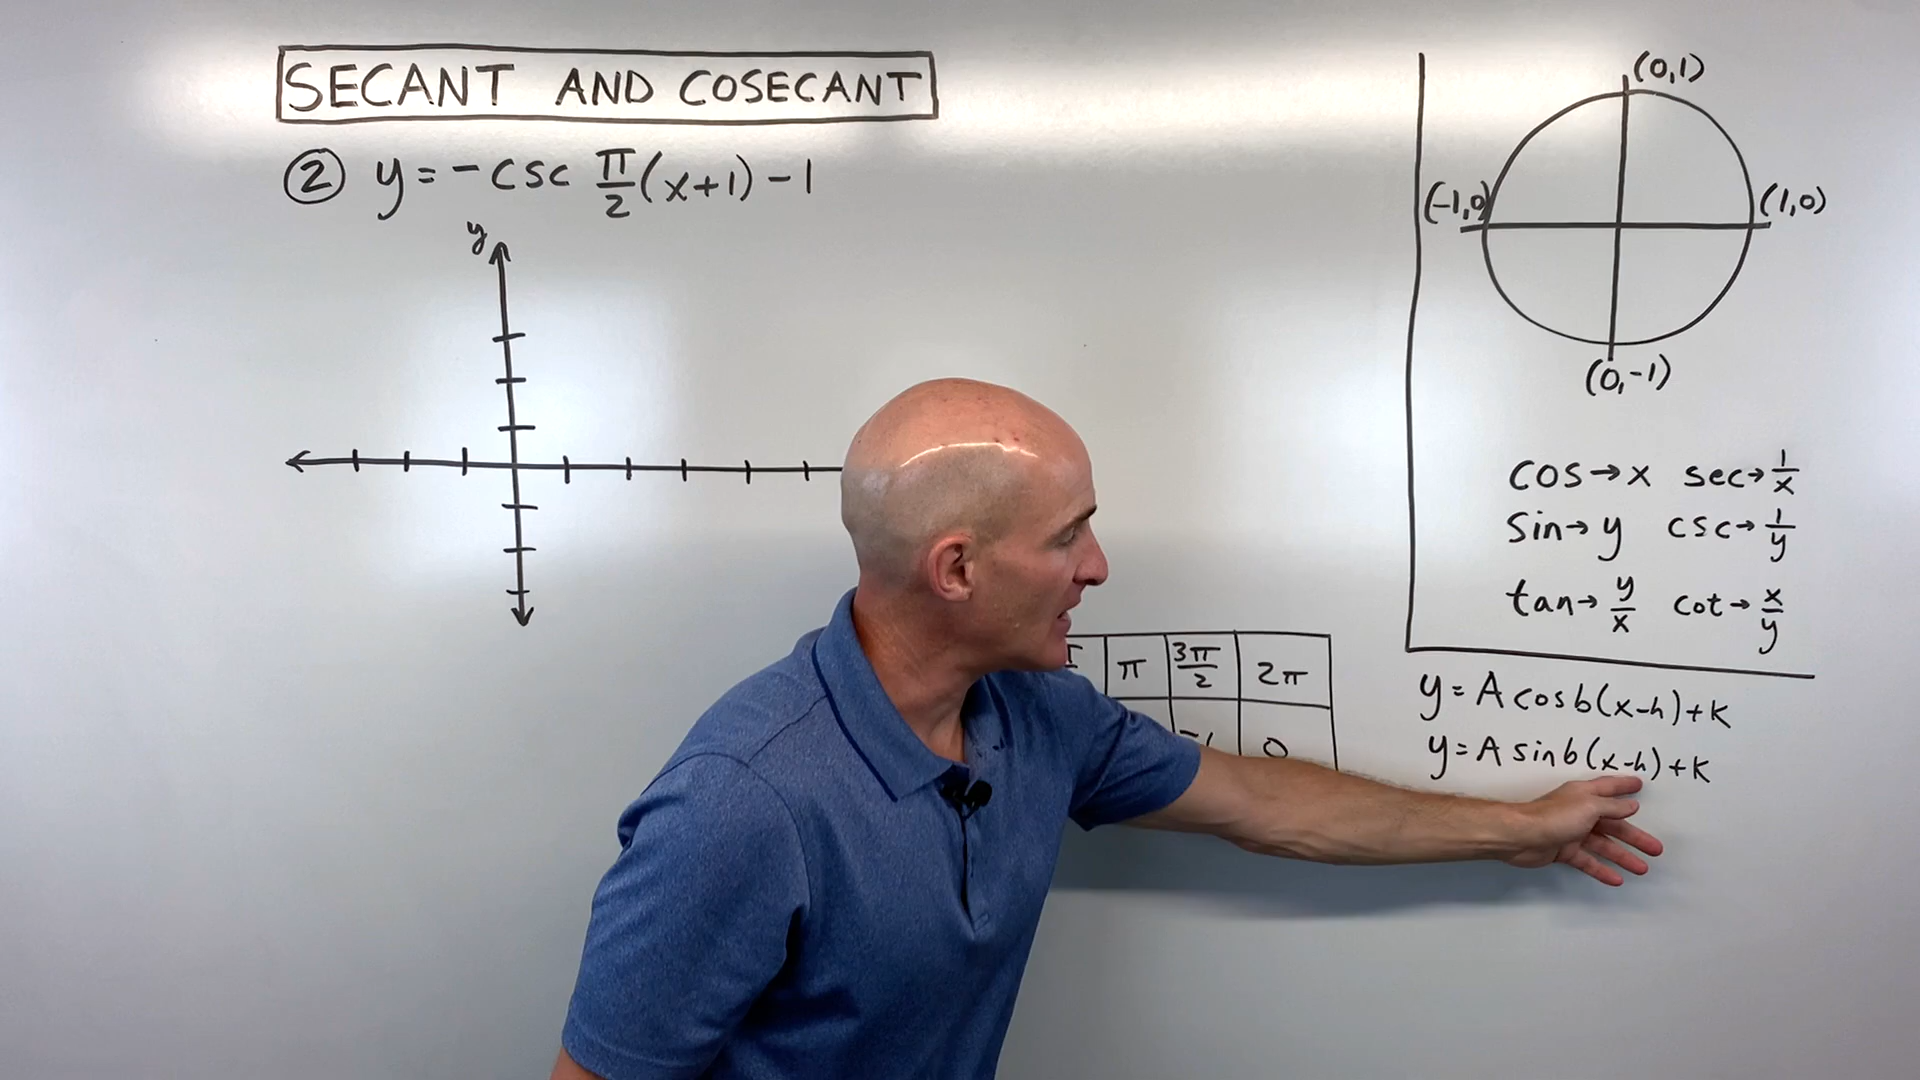 SECANT AND COSECANT
② y = -csc π/2 (x+1) - 1
y
(0,1)
(-1,0)
(1,0)
(0,-1)
cos→x sec→1/x
sin→y csc→1/y
tan→y/x cot→x/y
π 3π/2 2π
-1 0
y = A cos b(x-h)+K
y = A sin b(x-h)+K